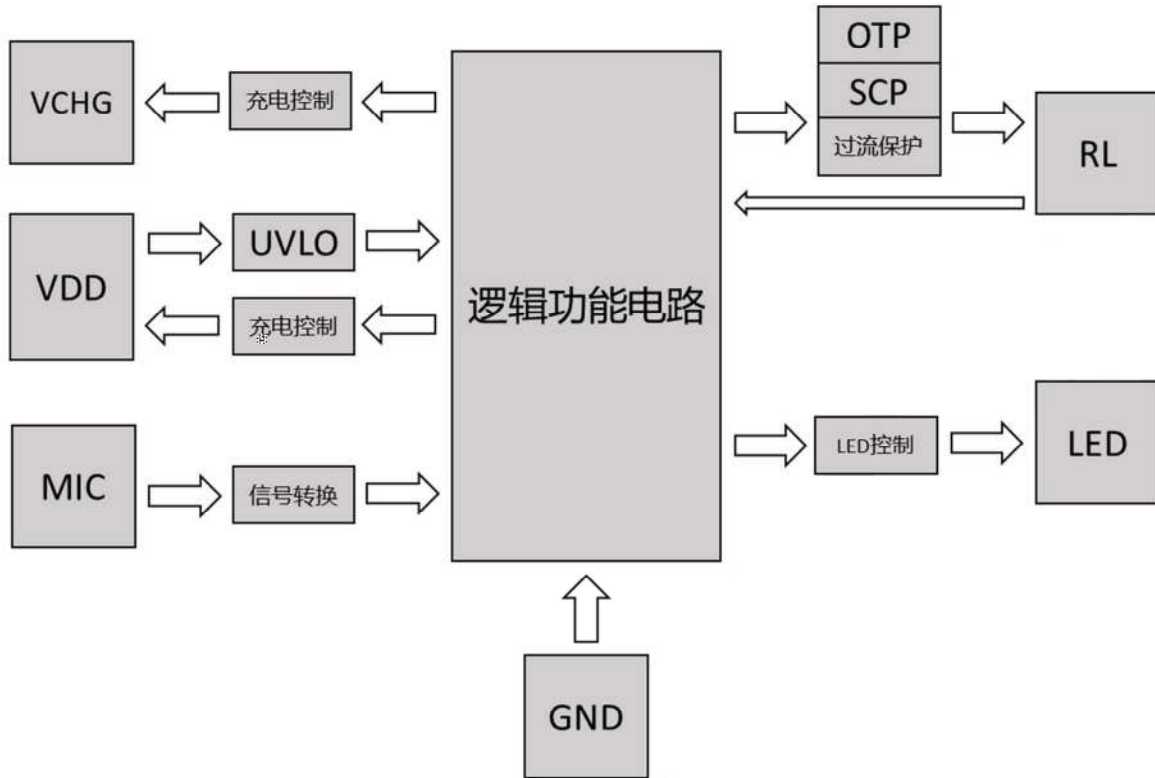 OTP
SCP
过流保护
VCHG
充电控制
RL
VDD
UVLO
充电控制
逻辑功能电路
MIC
信号转换
LED控制
LED
GND